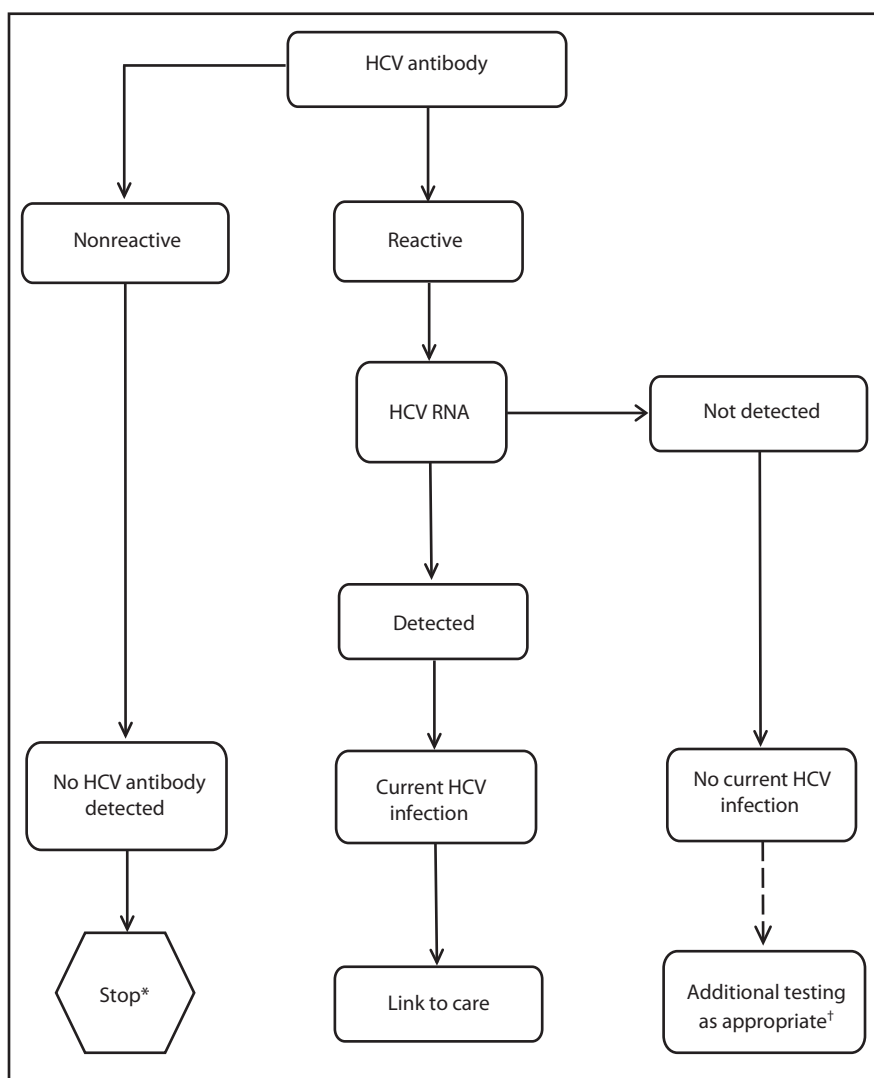 HCV antibody
Nonreactive
Reactive
HCV RNA
Not detected
Detected
No HCV antibody
detected
Current HCV
infection
No current HCV
infection
Stop*
Link to care
Additional testing
as appropriate†